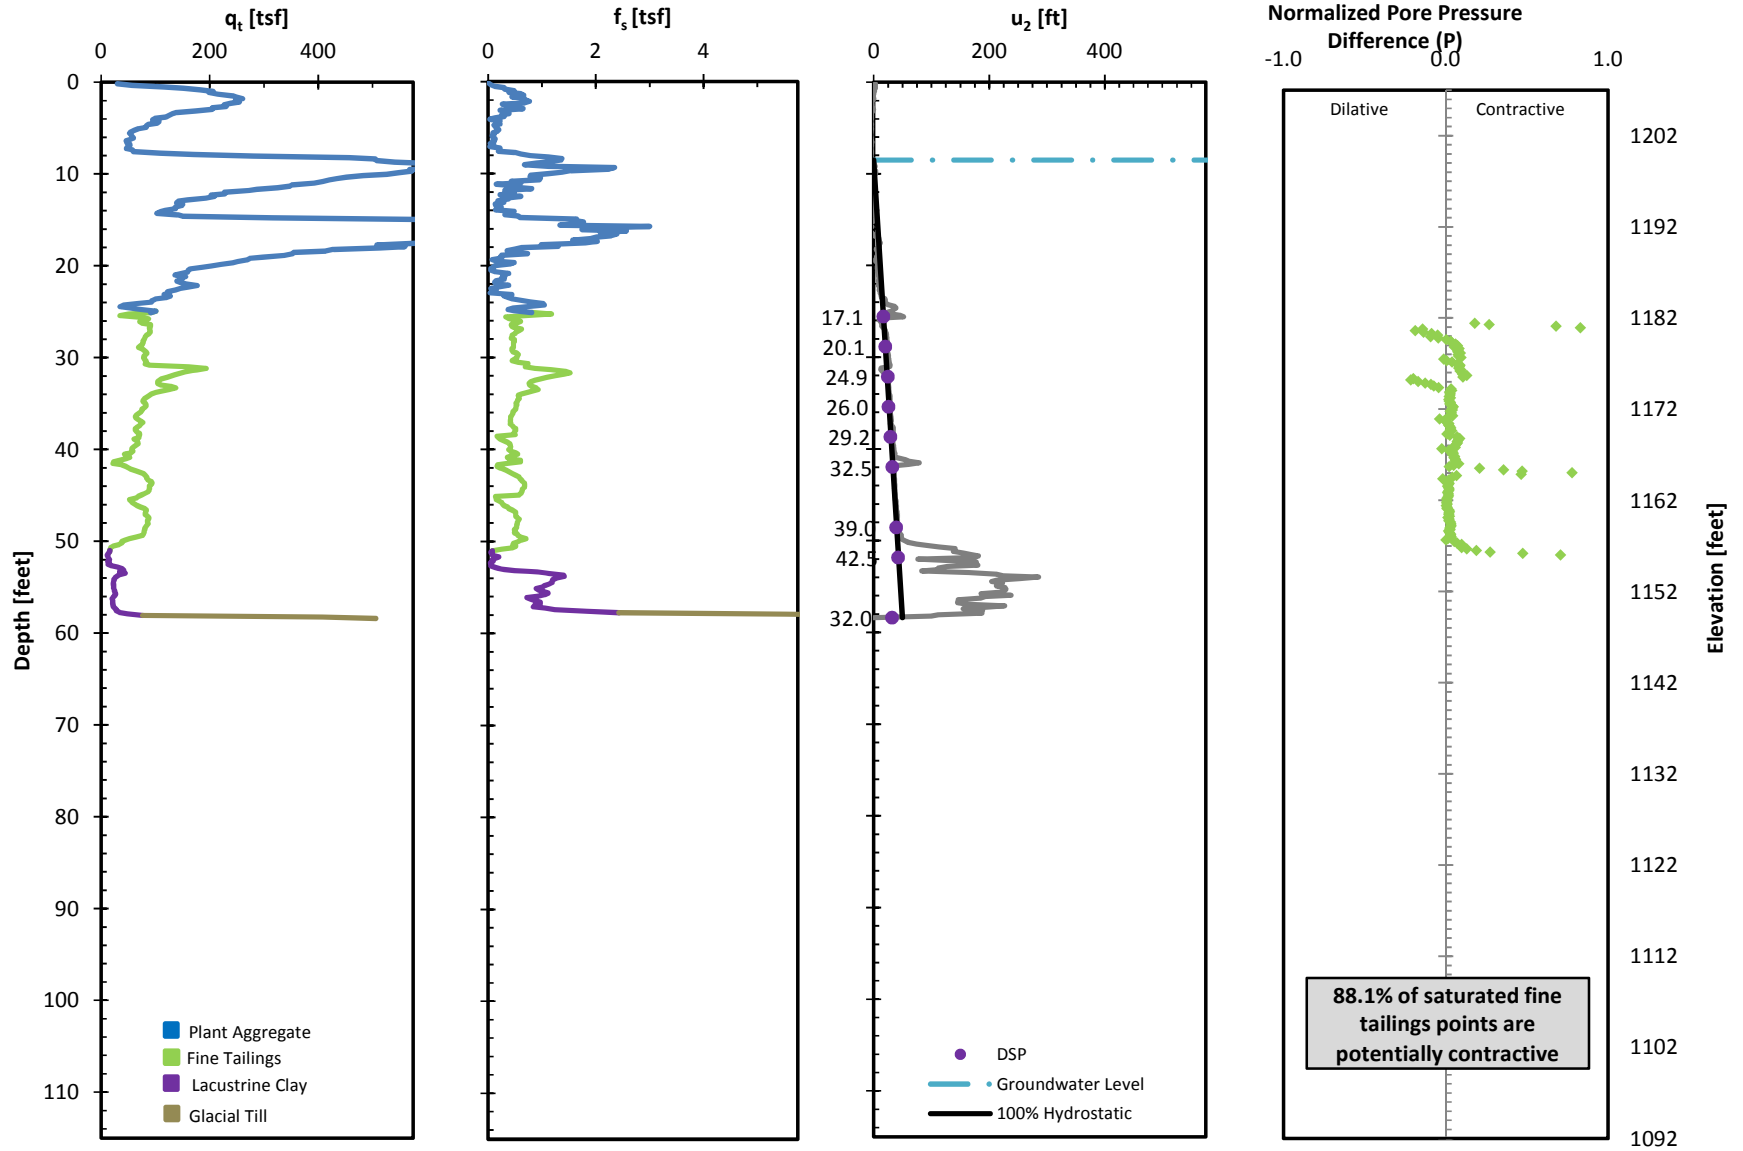 qt [tsf]
0 200 400
0
10
20
30
40
50
60
70
80
90
100
110
Depth [feet]
Plant Aggregate
Fine Tailings
Lacustrine Clay
Glacial Till
fs [tsf]
0 2 4
u2 [ft]
0 200 400
17.1
20.1
24.9
26.0
29.2
32.5
39.0
42.5
32.0
DSP
Groundwater Level
100% Hydrostatic
Normalized Pore Pressure
Difference (P)
-1.0 0.0 1.0
Dilative Contractive
88.1% of saturated fine
tailings points are
potentially contractive
1202
1192
1182
1172
1162
1152
1142
1132
1122
1112
1102
1092
Elevation [feet]